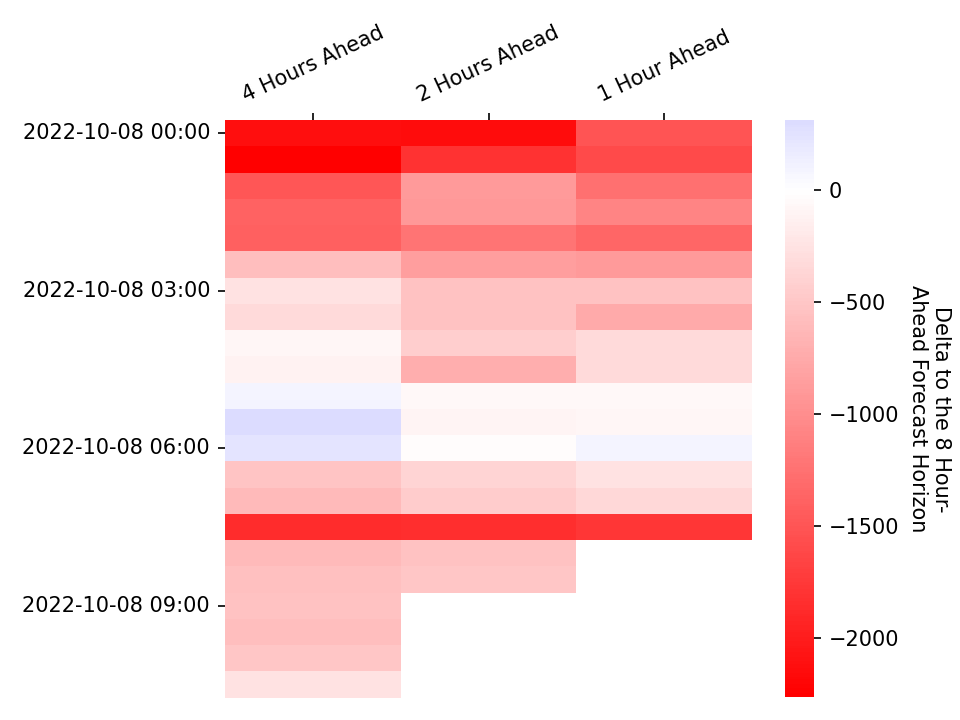 4 Hours Ahead
2 Hours Ahead
1 Hour Ahead
2022-10-08 00:00
2022-10-08 03:00
2022-10-08 06:00
2022-10-08 09:00
0
−500
−1000
−1500
−2000
Delta to the 8 Hour-
Ahead Forecast Horizon